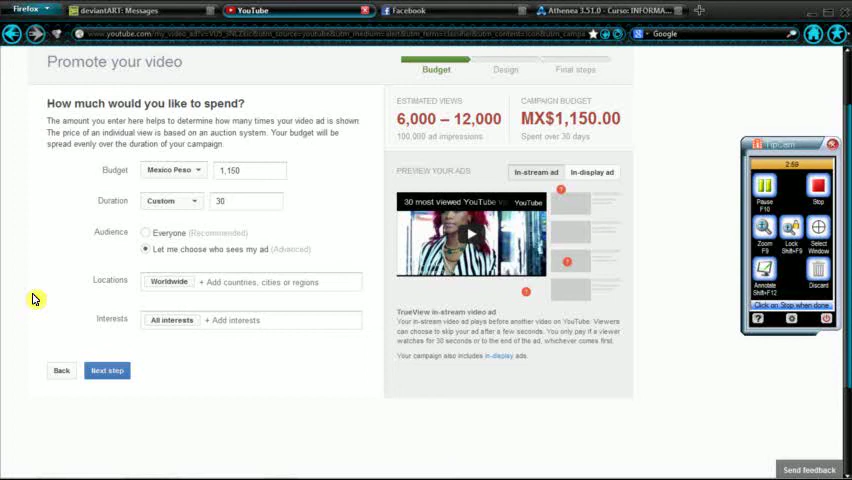 Firefox
deviantART: Messages
YouTube
Facebook
Athenea 3.51.0 - Curso: INFORMA...
Google
Promote your video
Budget
Design
Final steps
How much would you like to spend?
The amount you enter here helps to determine how many times your video ad is shown.
The price of an individual view is based on an auction system. Your budget will be
spread evenly over the duration of your campaign.
Budget
Mexico Peso
1,150
Duration
Custom
30
Audience
Everyone (Recommended)
Let me choose who sees my ad (Advanced)
Locations
Worldwide
+ Add countries, cities or regions
Interests
All interests
+ Add interests
Back
Next step
ESTIMATED VIEWS
6,000 – 12,000
100,000 ad impressions
CAMPAIGN BUDGET
MX$1,150.00
Spent over 30 days
PREVIEW YOUR ADS
In-stream ad
In-display ad
30 most viewed YouTube v
YouTube
TrueView in-stream video ad
Your in-stream video ad plays before another video on YouTube. Viewers
can choose to skip your ad after a few seconds. You only pay if a viewer
watches for 30 seconds or to the end of the ad, whichever comes first.
Your campaign also includes in-display ads.
TipCam
2:59
Pause
F10
Stop
Zoom
F9
Lock
Shift+F9
Select
Window
Annotate
Shift+F12
Discard
Click on Stop when done.
Send feedback